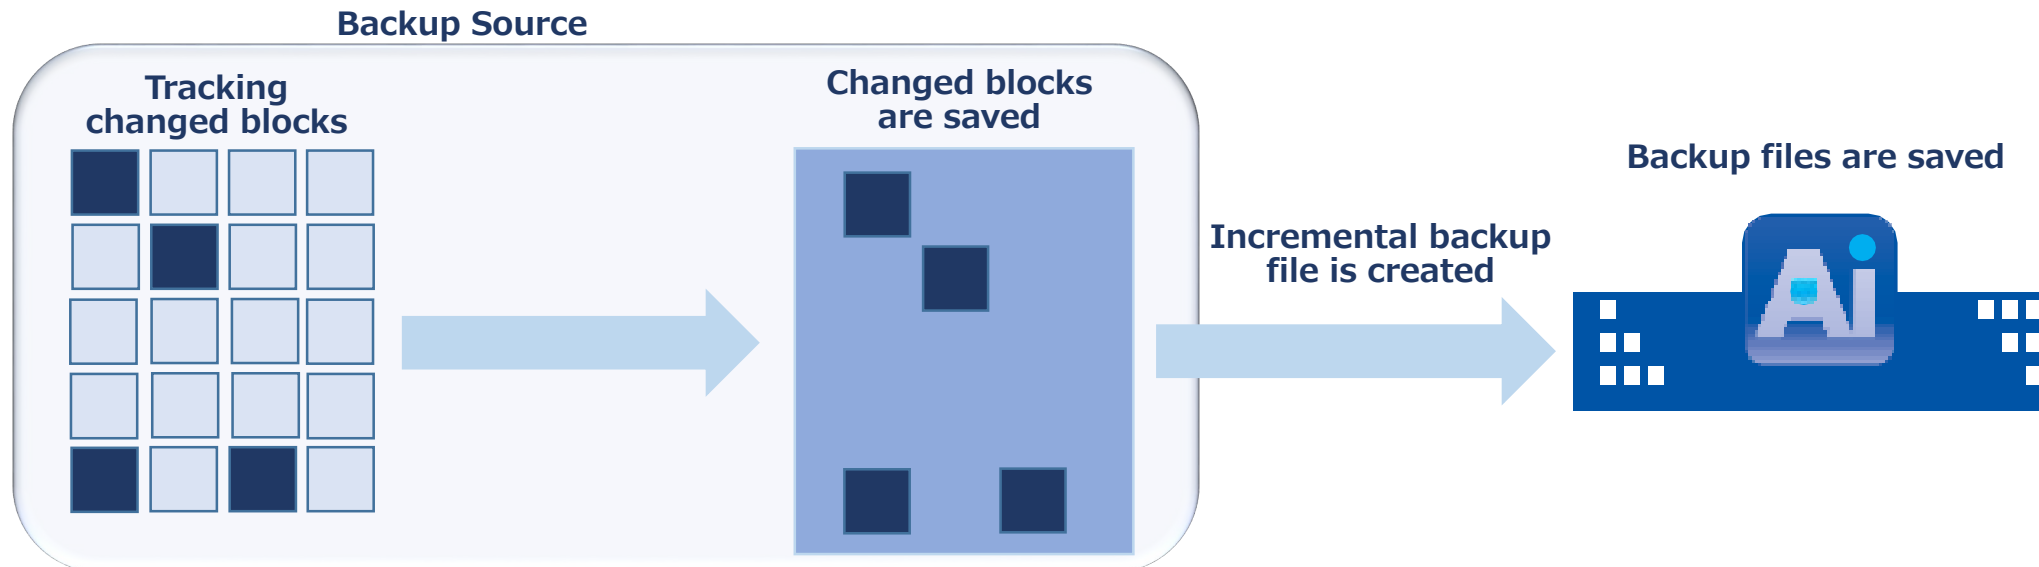 Backup Source
Tracking
changed blocks
Changed blocks
are saved
Incremental backup
file is created
Backup files are saved
Ai